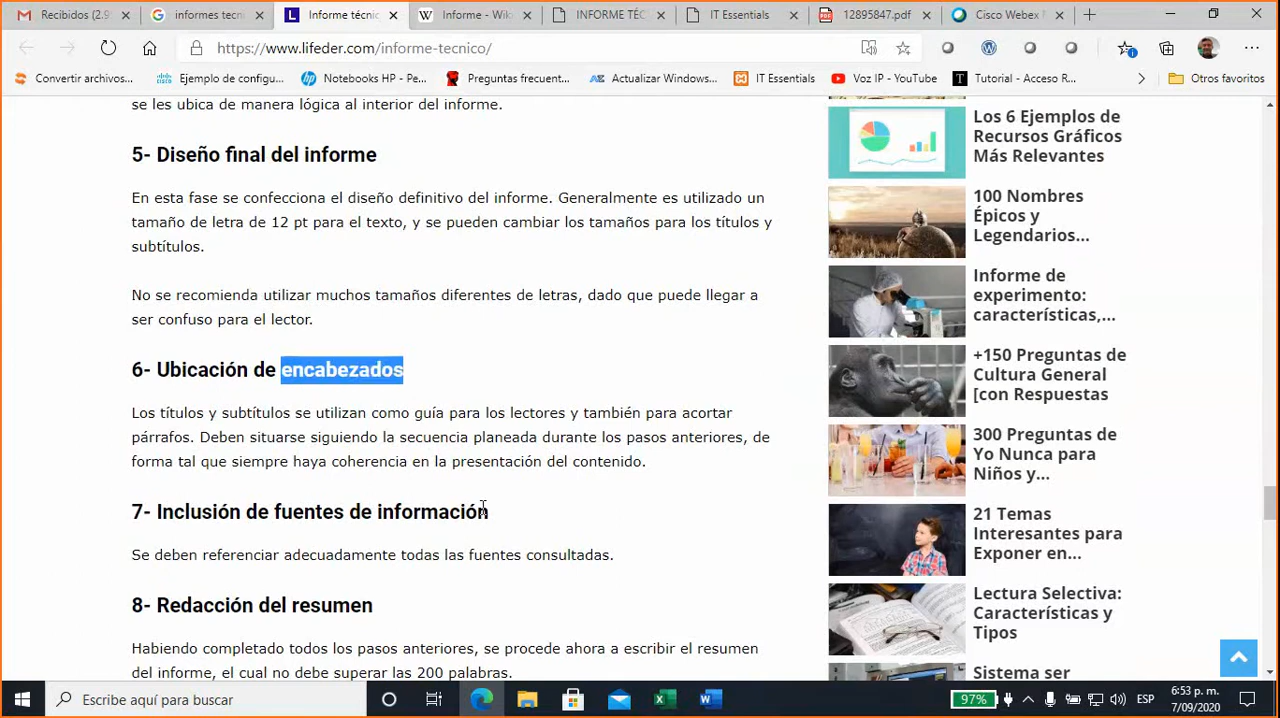 Recibidos (2.9
informes tecni
Informe técnic
Informe - Wiki
INFORME TÉC
IT Essentials
12895847.pdf
Cisco Webex
https://www.lifeder.com/informe-tecnico/
Convertir archivos...
Ejemplo de configu...
Notebooks HP - Pe...
Preguntas frecuent...
Actualizar Windows...
IT Essentials
Voz IP - YouTube
Tutorial - Acceso R...
Otros favoritos
se les usa de manera lógica al interior del informe.
5- Diseño final del informe
En esta fase se confecciona el diseño definitivo del informe. Generalmente es utilizado un
tamaño de letra de 12 pt para el texto, y se pueden cambiar los tamaños para los títulos y
subtítulos.
No se recomienda utilizar muchos tamaños diferentes de letras, dado que puede llegar a
ser confuso para el lector.
6- Ubicación de encabezados
Los títulos y subtítulos se utilizan como guía para los lectores y también para acortar
párrafos. Deben situarse siguiendo la secuencia planeada durante los pasos anteriores, de
forma tal que siempre haya coherencia en la presentación del contenido.
7- Inclusión de fuentes de información
Se deben referenciar adecuadamente todas las fuentes consultadas.
8- Redacción del resumen
Habiendo completado todos los pasos anteriores, se procede ahora a escribir el resumen
del informe, el cual no debe superar las 200 palabras.
Los 6 Ejemplos de
Recursos Gráficos
Más Relevantes
100 Nombres
Épicos y
Legendarios...
Informe de
experimento:
características,...
+150 Preguntas de
Cultura General
[con Respuestas
300 Preguntas de
Yo Nunca para
Niños y...
21 Temas
Interesantes para
Exponer en...
Lectura Selectiva:
Características y
Tipos
Sistema ser
Escribe aquí para buscar
97%
ESP
6:53 p. m.
7/09/2020